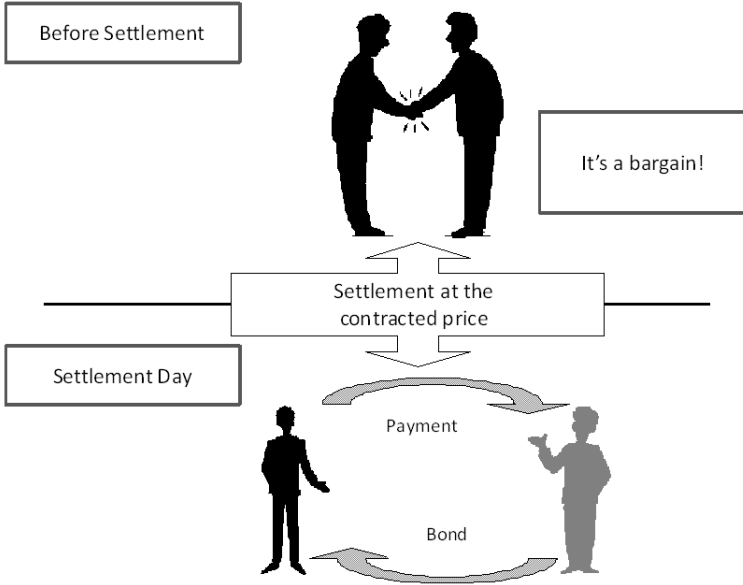 Before Settlement
It's a bargain!
Settlement at the
contracted price
Settlement Day
Payment
Bond